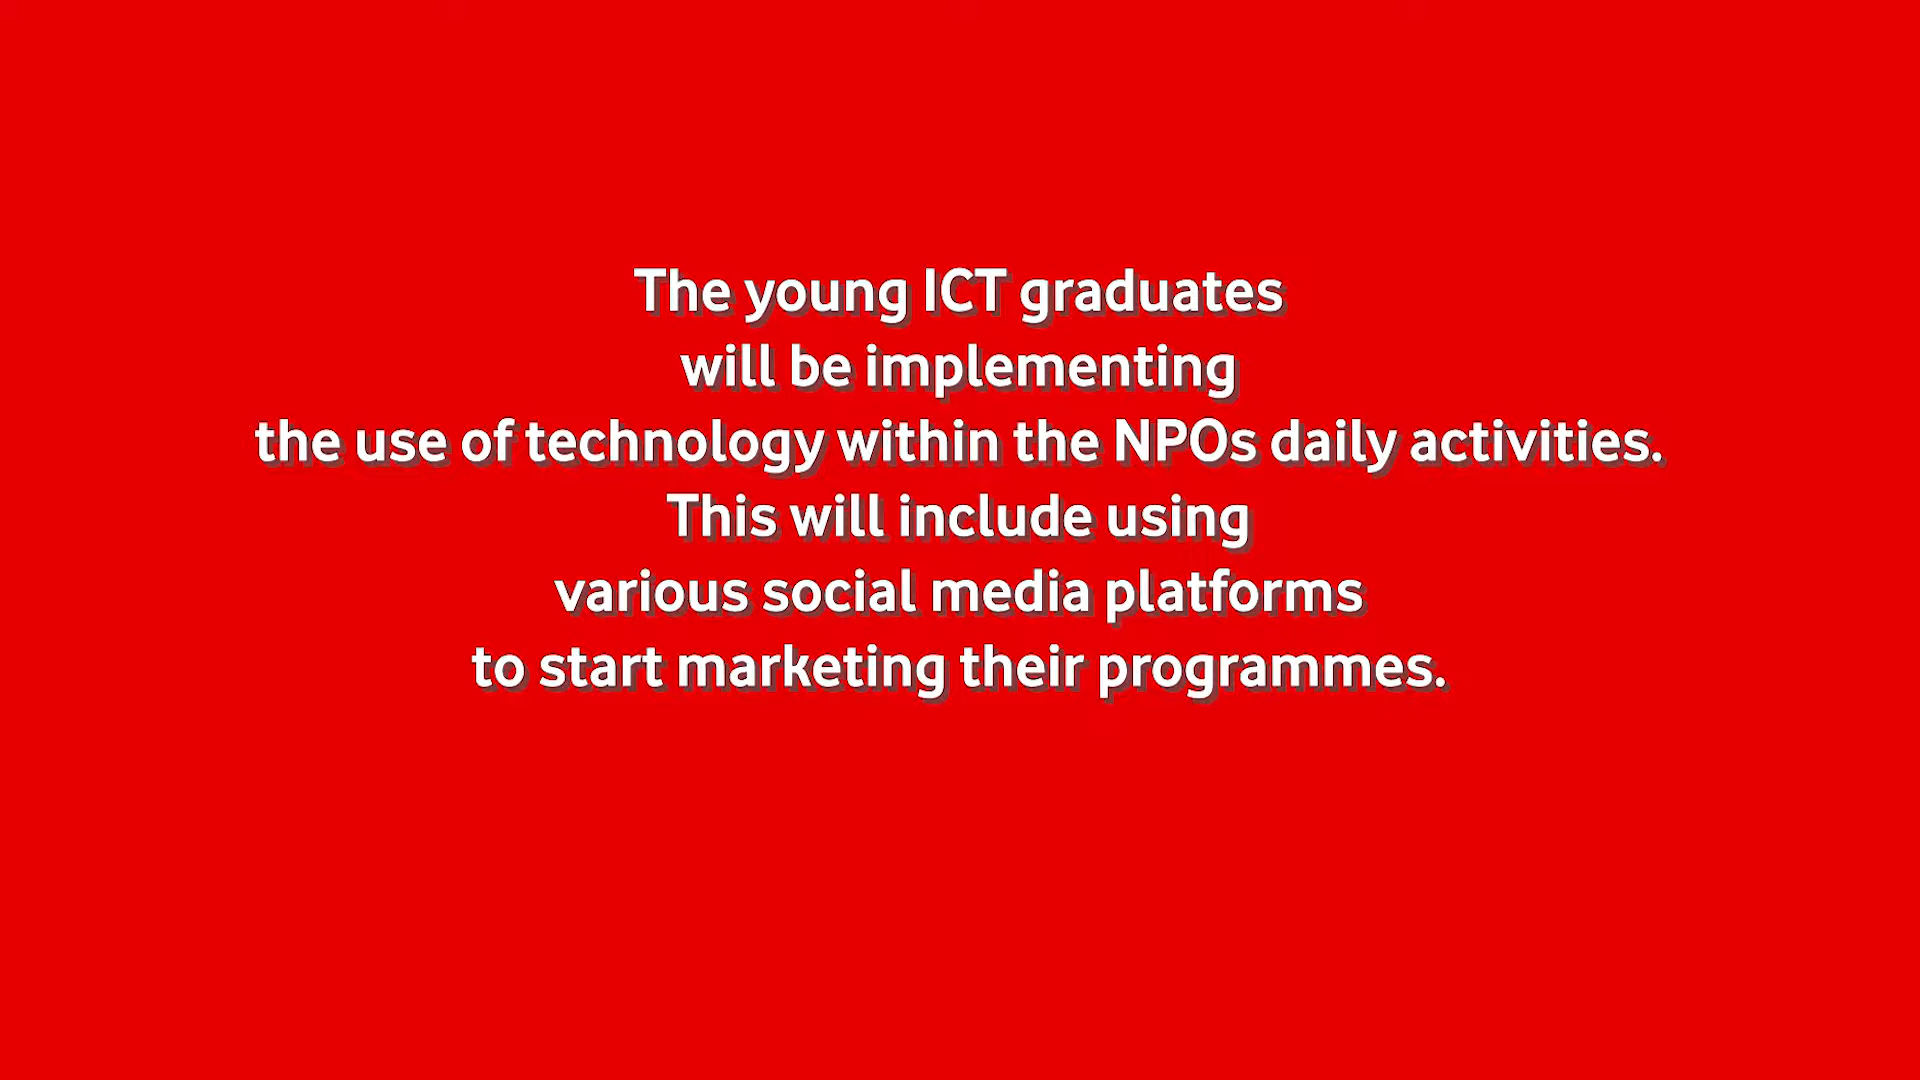 The young ICT graduates
will be implementing
the use of technology within the NPOs daily activities.
This will include using
various social media platforms
to start marketing their programmes.